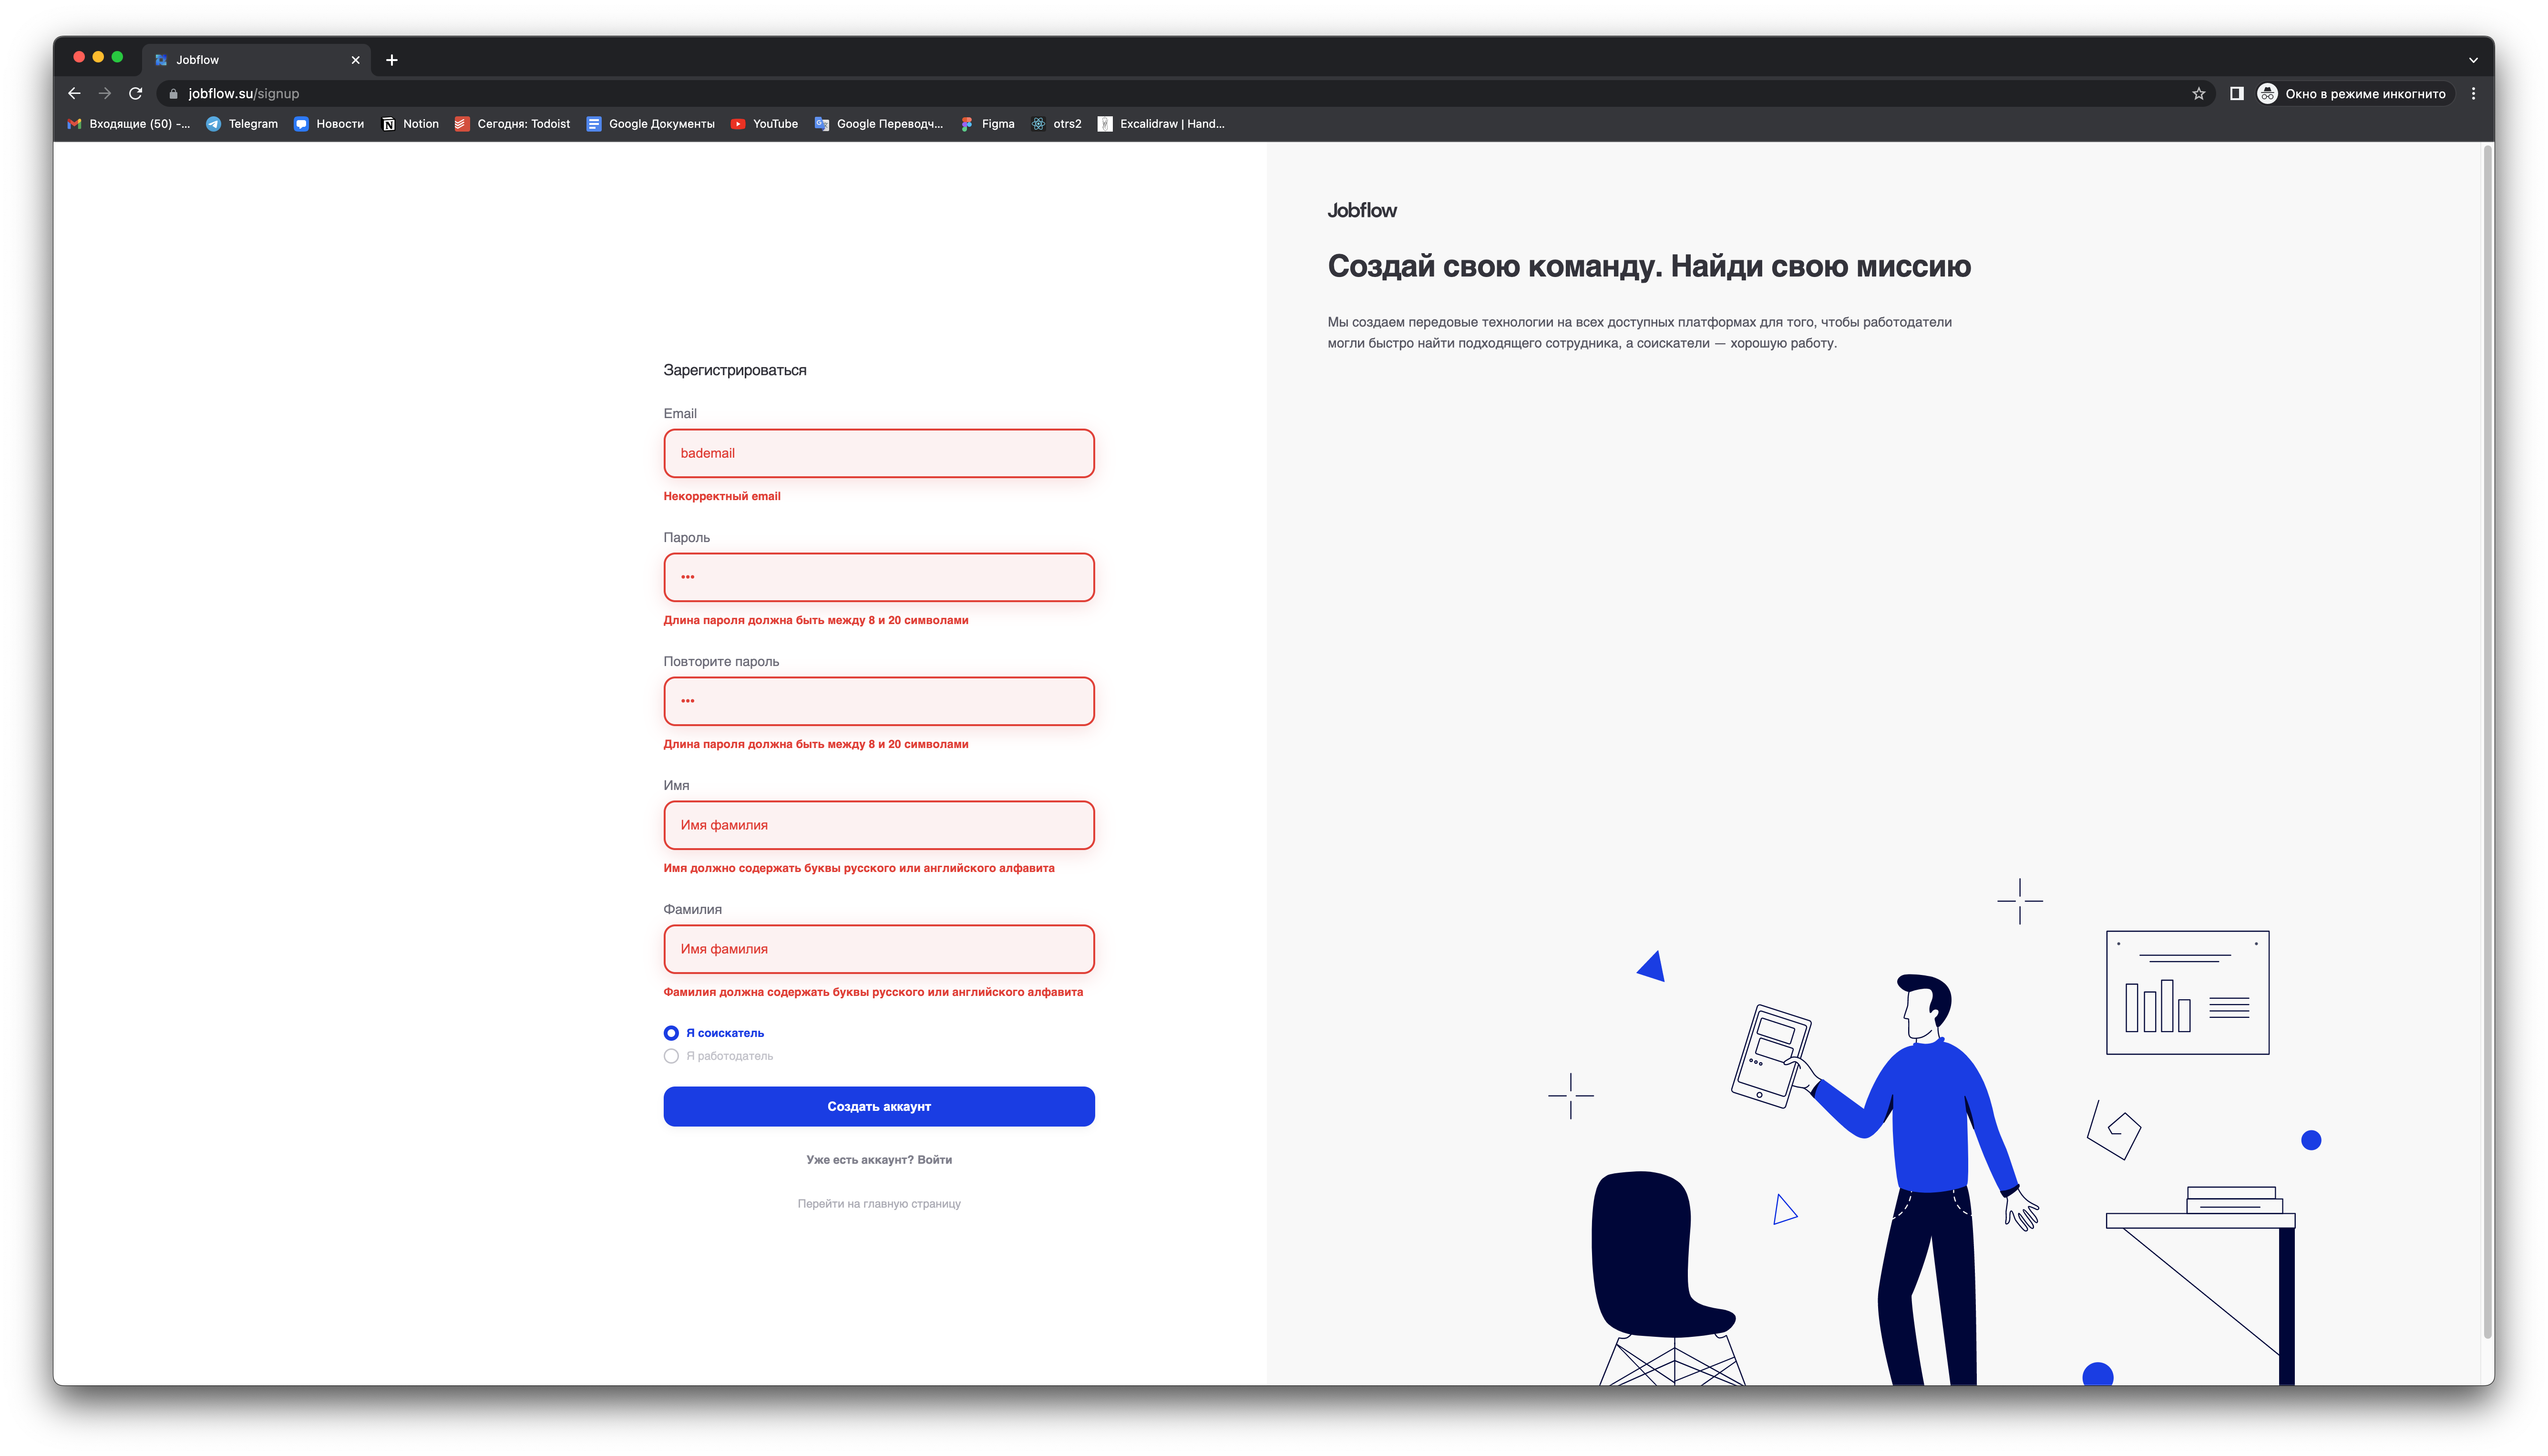 Jobflow
jobflow.su/signup
Окно в режиме инкогнито
Входящие (50) -...
Telegram
Новости
Notion
Сегодня: Todoist
Google Документы
YouTube
Google Переводч...
Figma
otrs2
Excalidraw | Hand...
Зарегистрироваться
Email
bademail
Некорректный email
Пароль
•••
Длина пароля должна быть между 8 и 20 символами
Повторите пароль
•••
Длина пароля должна быть между 8 и 20 символами
Имя
Имя фамилия
Имя должно содержать буквы русского или английского алфавита
Фамилия
Имя фамилия
Фамилия должна содержать буквы русского или английского алфавита
Я соискатель
Я работодатель
Создать аккаунт
Уже есть аккаунт? Войти
Перейти на главную страницу
Jobflow
Создай свою команду. Найди свою миссию
Мы создаем передовые технологии на всех доступных платформах для того, чтобы работодатели
могли быстро найти подходящего сотрудника, а соискатели — хорошую работу.